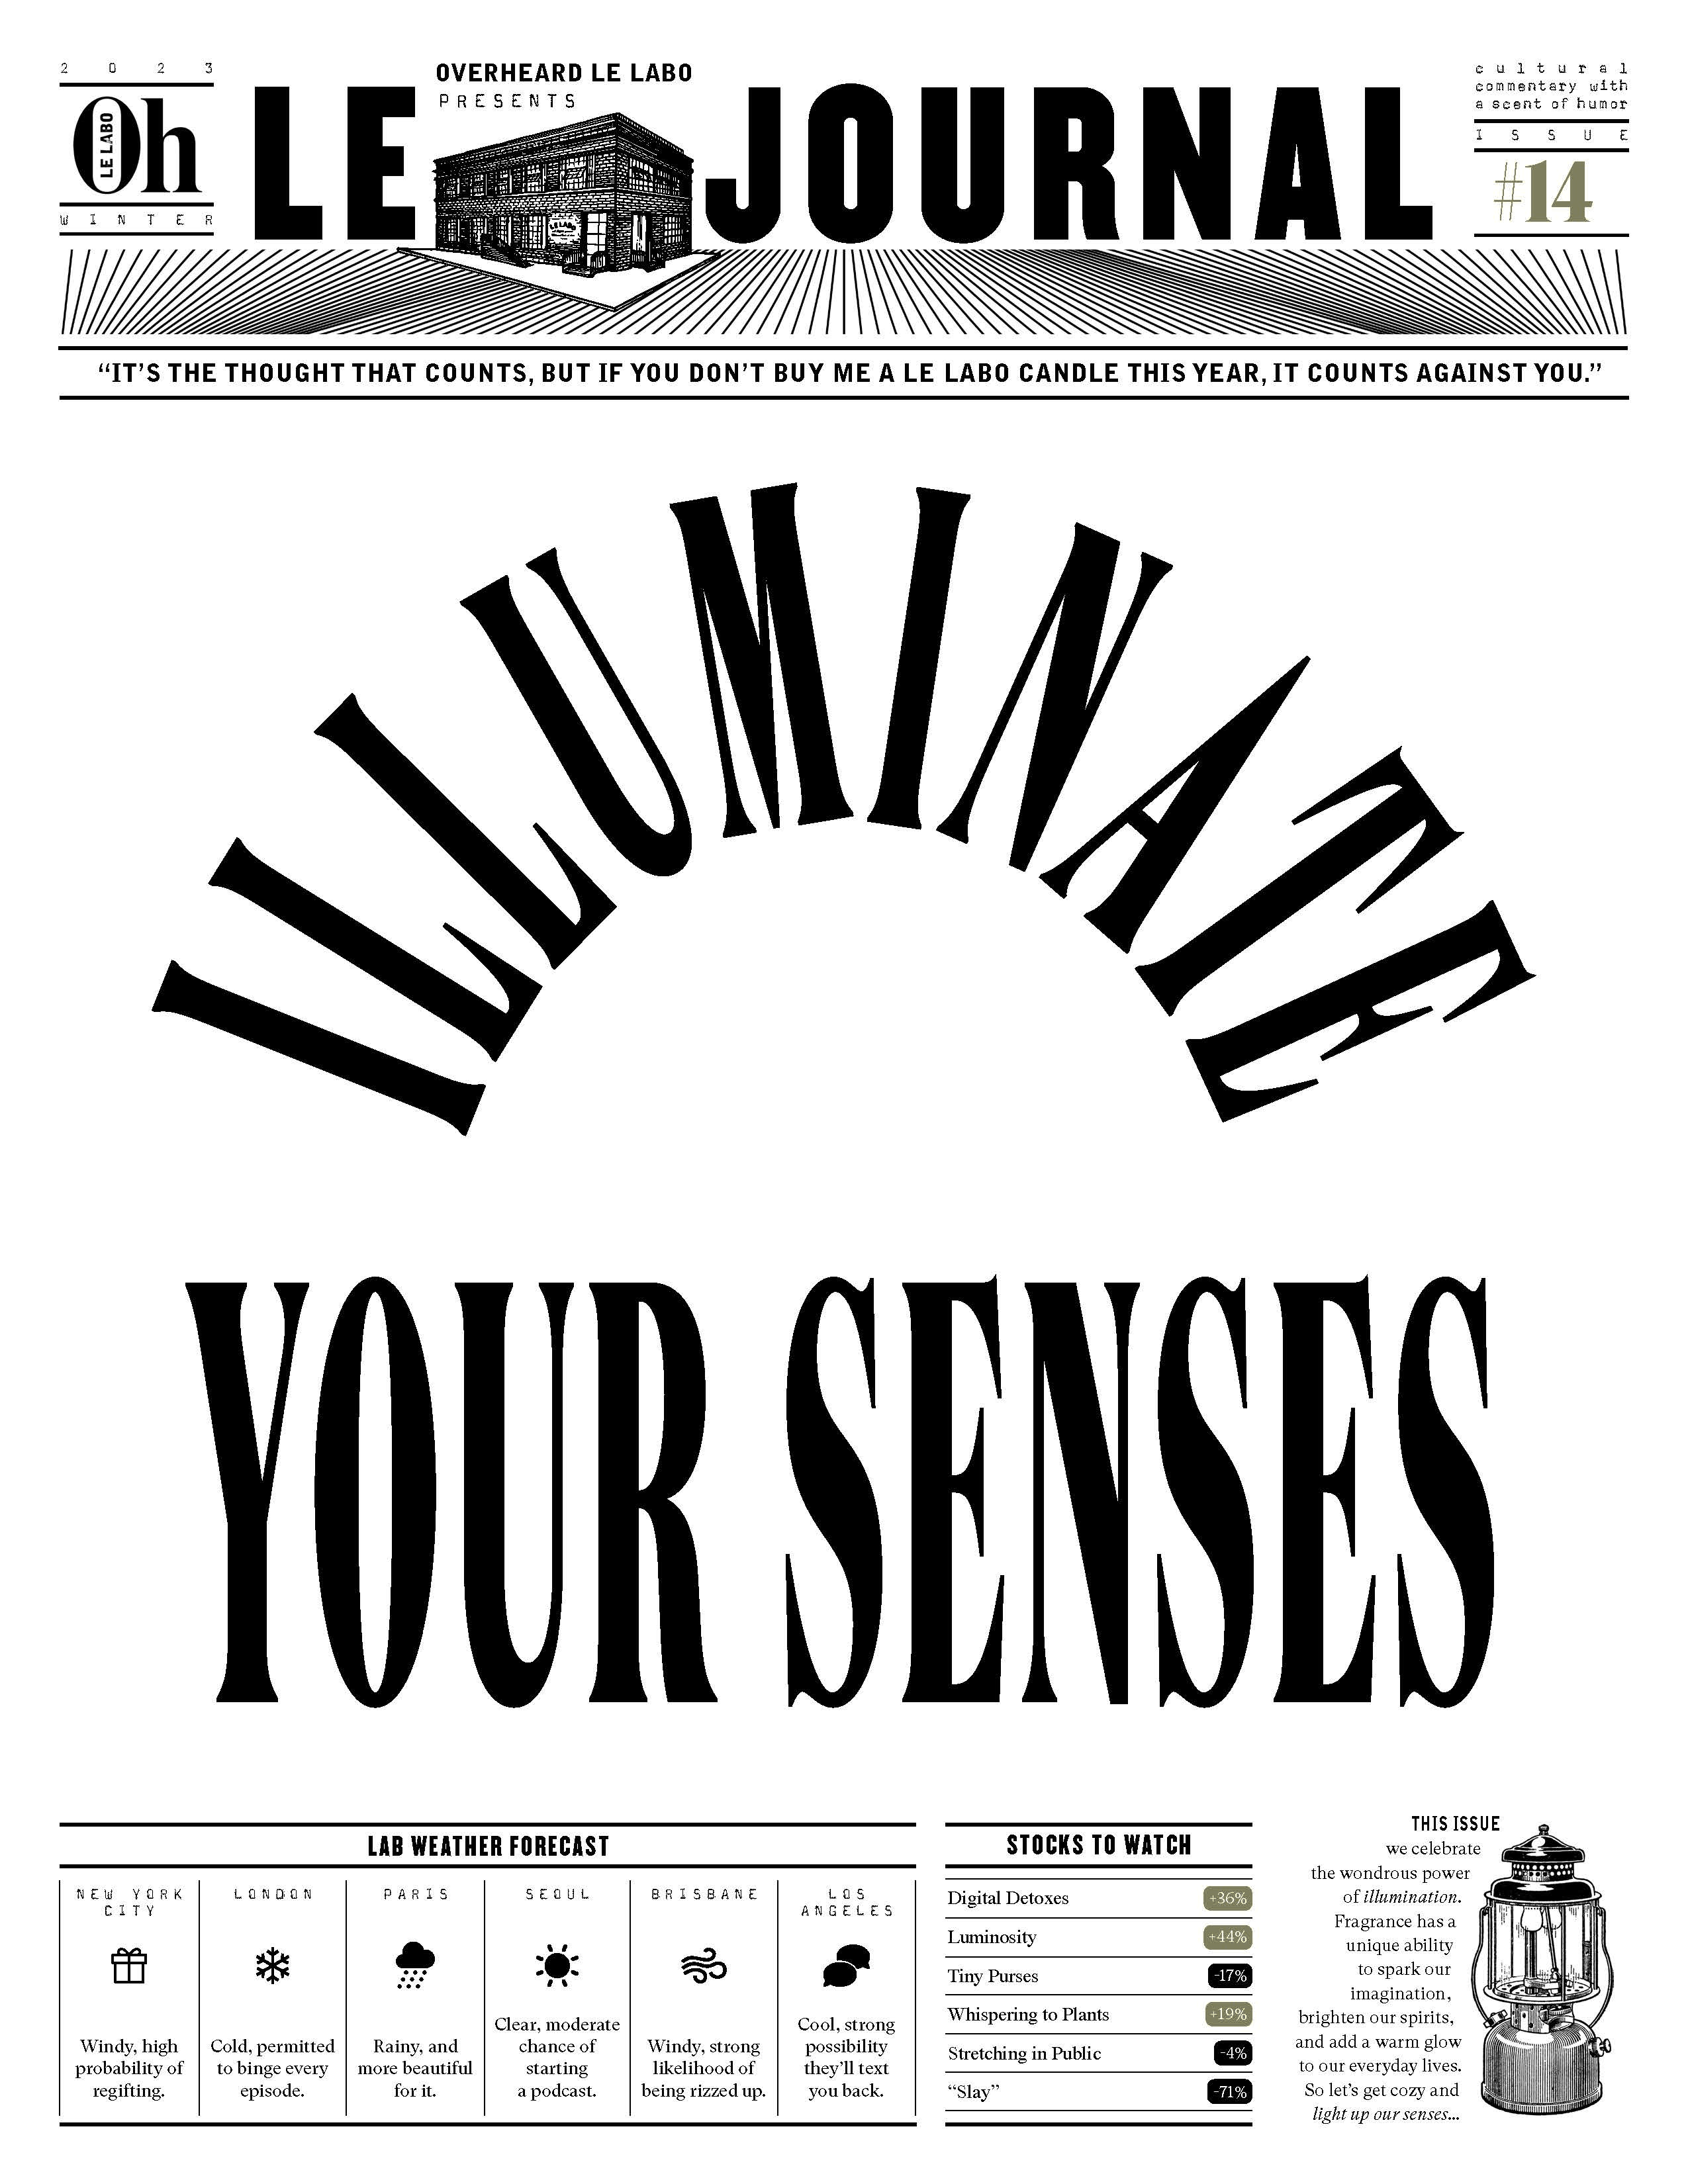 2 0 2 3
Oh
LE LABO
W I N T E R
OVERHEARD LE LABO
PRESENTS
LE JOURNAL
LE LABO
cultural
commentary with
a scent of humor
I S S U E
#14
“IT’S THE THOUGHT THAT COUNTS, BUT IF YOU DON’T BUY ME A LE LABO CANDLE THIS YEAR, IT COUNTS AGAINST YOU.”
ILLUMINATE
YOUR SENSES
LAB WEATHER FORECAST
NEW YORK
CITY
Windy, high
probability of
regifting.
LONDON
Cold, permitted
to binge every
episode.
PARIS
Rainy, and
more beautiful
for it.
SEOUL
Clear, moderate
chance of
starting
a podcast.
BRISBANE
Windy, strong
likelihood of
being rizzed up.
LOS
ANGELES
Cool, strong
possibility
they’ll text
you back.
STOCKS TO WATCH
Digital Detoxes +36%
Luminosity +44%
Tiny Purses -17%
Whispering to Plants +19%
Stretching in Public -4%
“Slay” -71%
THIS ISSUE
we celebrate
the wondrous power
of illumination.
Fragrance has a
unique ability
to spark our
imagination,
brighten our spirits,
and add a warm glow
to our everyday lives.
So let’s get cozy and
light up our senses...